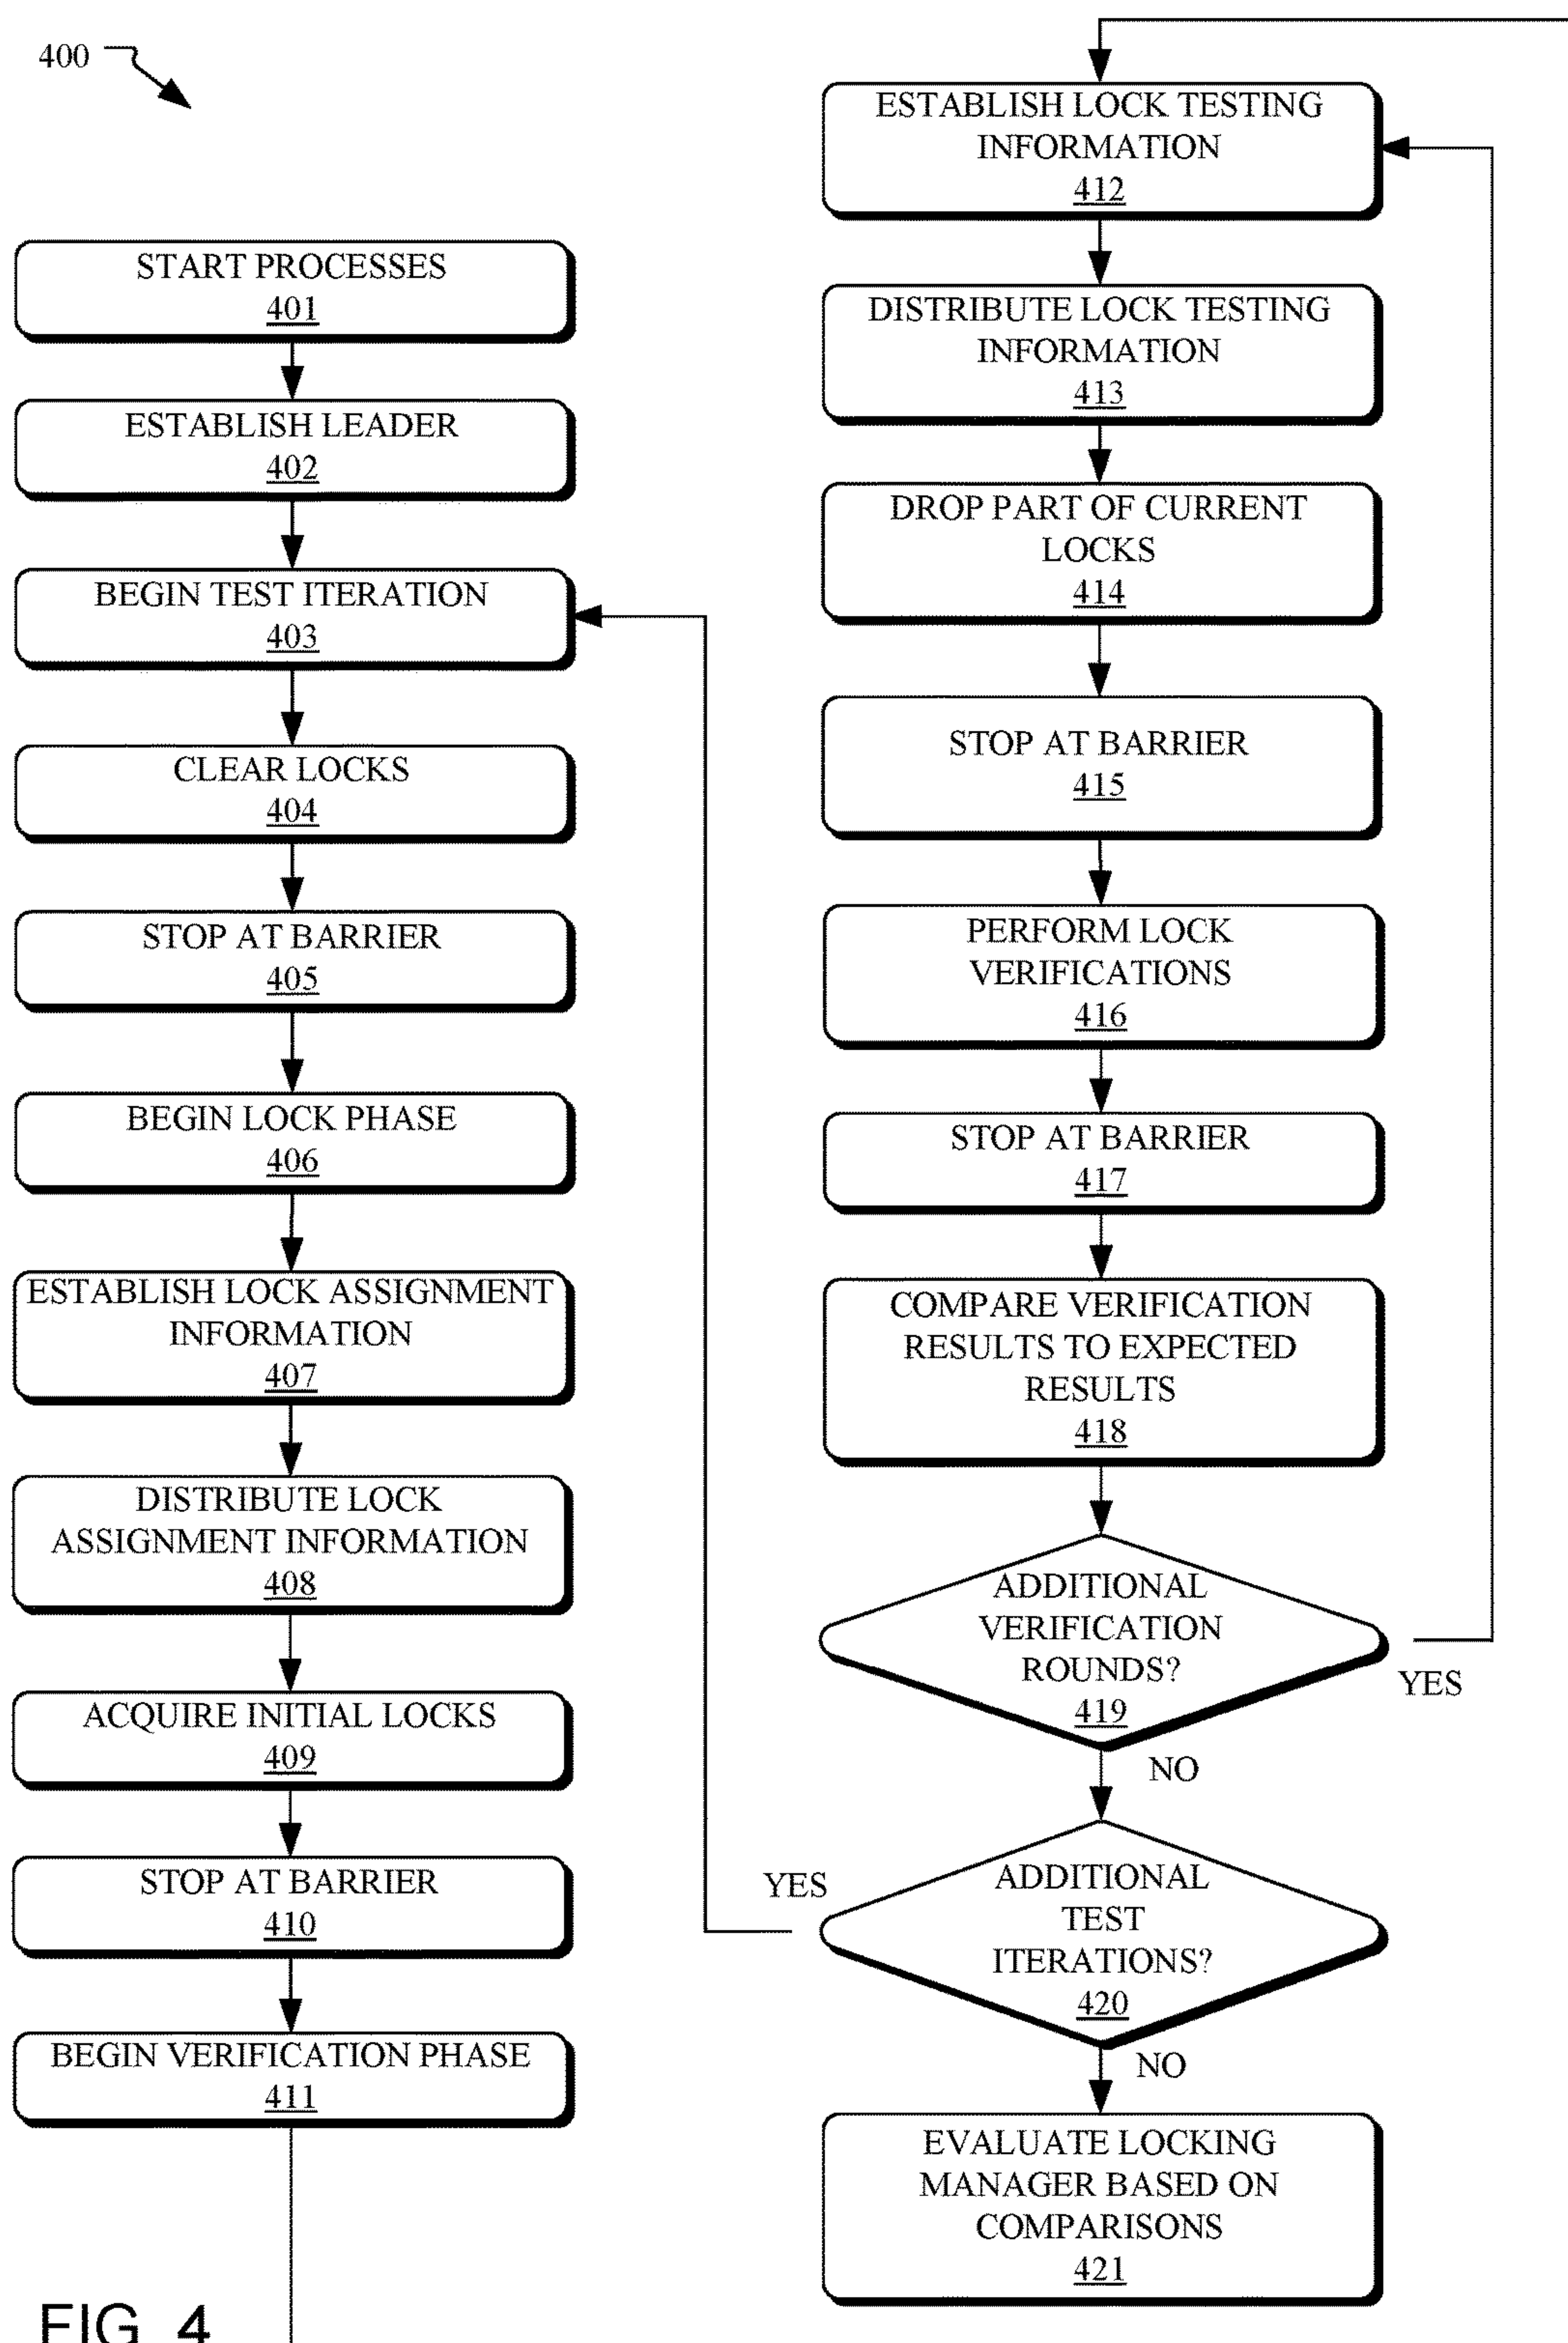 400
START PROCESSES
401
ESTABLISH LEADER
402
BEGIN TEST ITERATION
403
CLEAR LOCKS
404
STOP AT BARRIER
405
BEGIN LOCK PHASE
406
ESTABLISH LOCK ASSIGNMENT
INFORMATION
407
DISTRIBUTE LOCK
ASSIGNMENT INFORMATION
408
ACQUIRE INITIAL LOCKS
409
STOP AT BARRIER
410
BEGIN VERIFICATION PHASE
411
ESTABLISH LOCK TESTING
INFORMATION
412
DISTRIBUTE LOCK TESTING
INFORMATION
413
DROP PART OF CURRENT
LOCKS
414
STOP AT BARRIER
415
PERFORM LOCK
VERIFICATIONS
416
STOP AT BARRIER
417
COMPARE VERIFICATION
RESULTS TO EXPECTED
RESULTS
418
ADDITIONAL
VERIFICATION
ROUNDS?
419
YES
NO
YES
ADDITIONAL
TEST
ITERATIONS?
420
NO
EVALUATE LOCKING
MANAGER BASED ON
COMPARISONS
421
FIG. 4